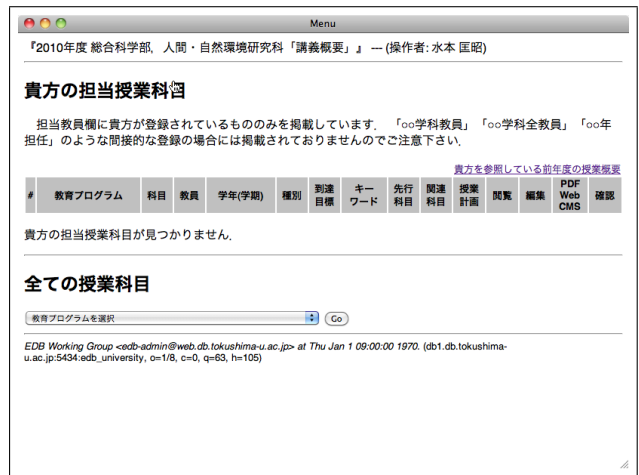 Menu
『2010年度 総合科学部，人間・自然環境研究科「講義概要」』 --- (操作者: 水本 匡昭)
貴方の担当授業科目
担当教員欄に貴方が登録されているもののみを掲載しています． 「○○学科教員」「○○学科全教員」「○○年
担任」のような間接的な登録の場合には掲載されておりませんのでご注意下さい．
貴方を参照している前年度の授業概要
# 教育プログラム 科目 教員 学年(学期) 種別 到達目標 キーワード 先行科目 関連科目 授業計画 閲覧 編集 PDF Web CMS 確認
貴方の担当授業科目が見つかりません．
全ての授業科目
教育プログラムを選択 Go
EDB Working Group <edb-admin@web.db.tokushima-u.ac.jp> at Thu Jan 1 09:00:00 1970. (db1.db.tokushima-
u.ac.jp:5434:edb_university, o=1/8, c=0, q=63, h=105)